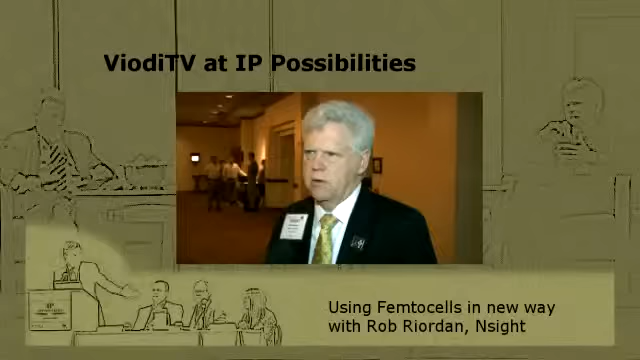 ViodiTV at IP Possibilities
Using Femtocells in new way
with Rob Riordan, Nsight